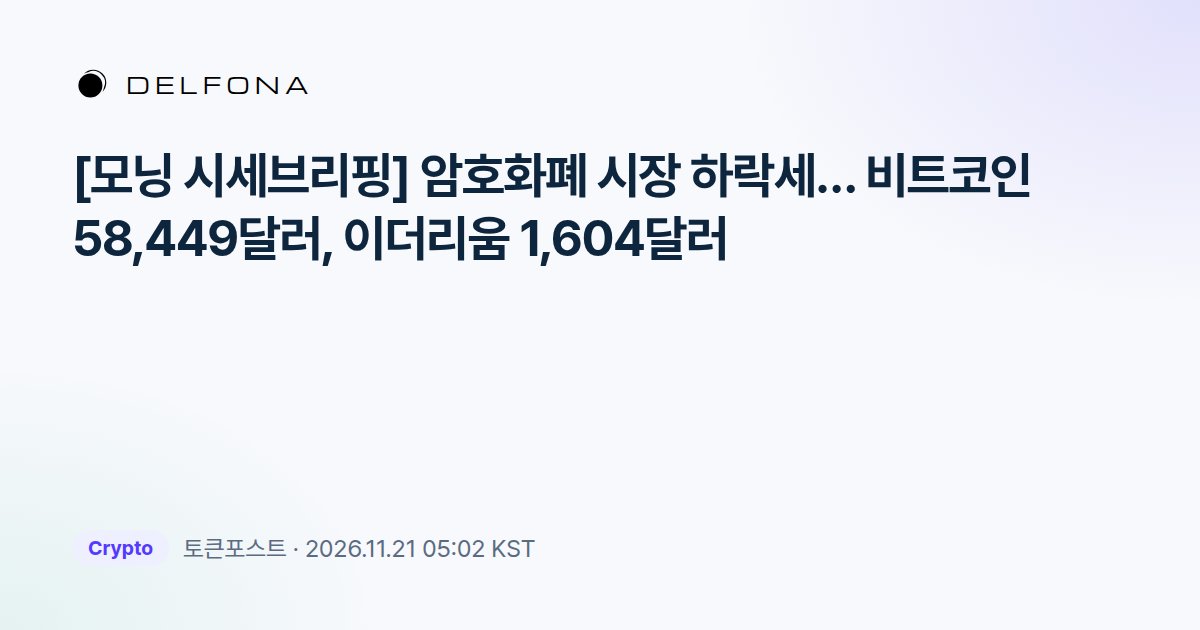 DELFONA
[모닝 시세브리핑] 암호화폐 시장 하락세... 비트코인
58,449달러, 이더리움 1,604달러
Crypto 토큰포스트 · 2026.11.21 05:02 KST